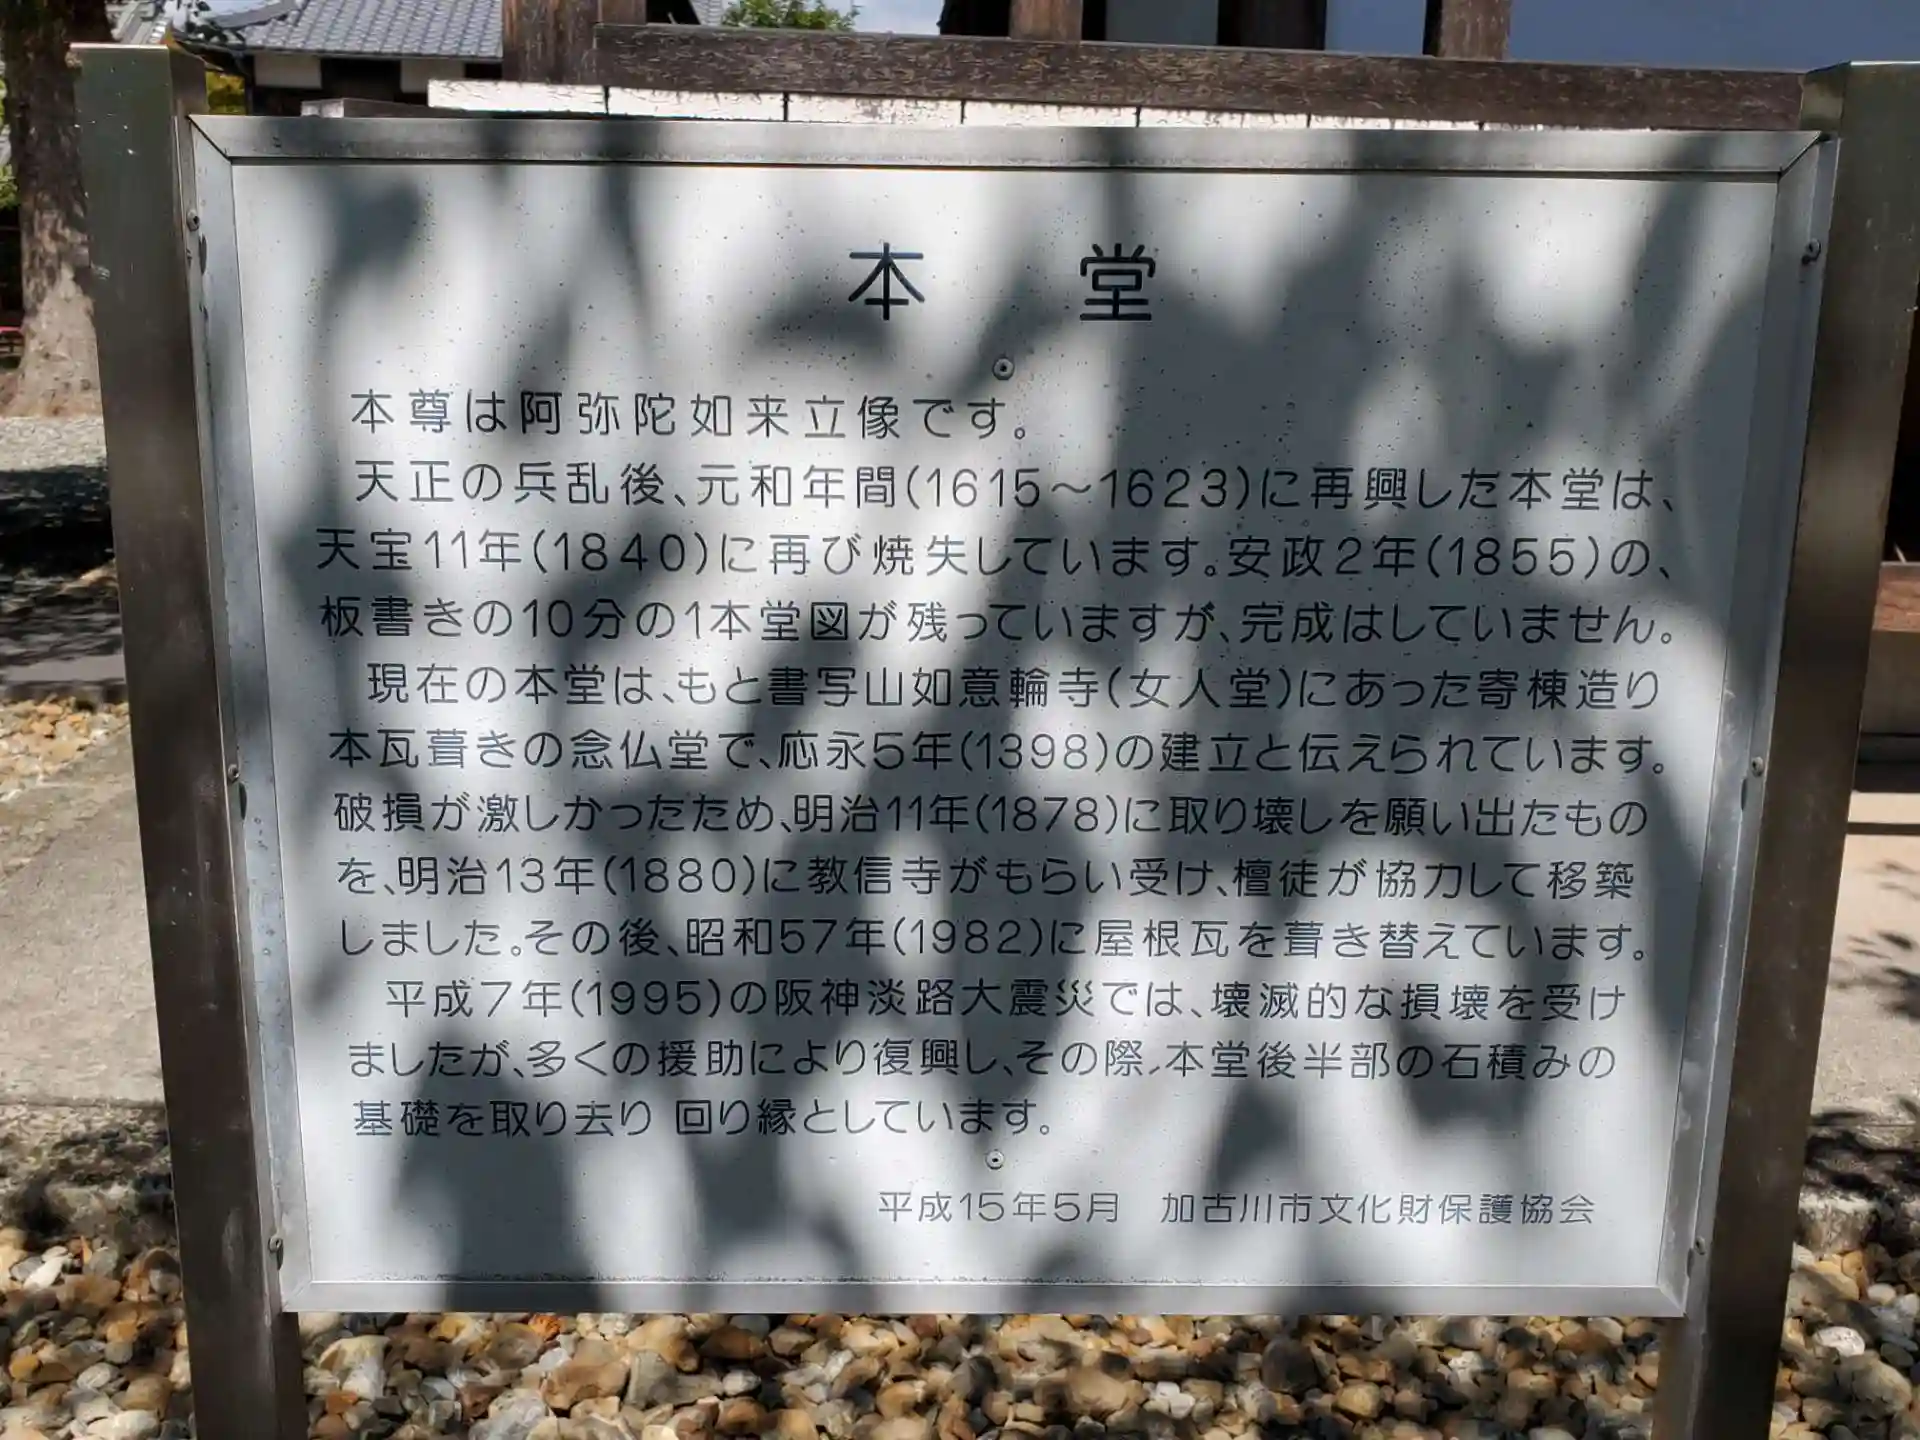 本堂
本尊は阿弥陀如来立像です。
天正の兵乱後、元和年間(1615～1623)に再興した本堂は、
天宝11年(1840)に再び焼失しています。安政2年(1855)の、
板書きの10分の1本堂図が残っていますが、完成はしていません。
現在の本堂は、もと書写山如意輪寺(女人堂)にあった寄棟造り
本瓦葺きの念仏堂で、応永5年(1398)の建立と伝えられています。
破損が激しかったため、明治11年(1878)に取り壊しを願い出たもの
を、明治13年(1880)に教信寺がもらい受け、檀徒が協力して移築
しました。その後、昭和57年(1982)に屋根瓦を葺き替えています。
平成7年(1995)の阪神淡路大震災では、壊滅的な損壊を受け
ましたが、多くの援助により復興し、その際、本堂後半部の石積みの
基礎を取り去り 回り縁としています。
平成15年5月 加古川市文化財保護協会